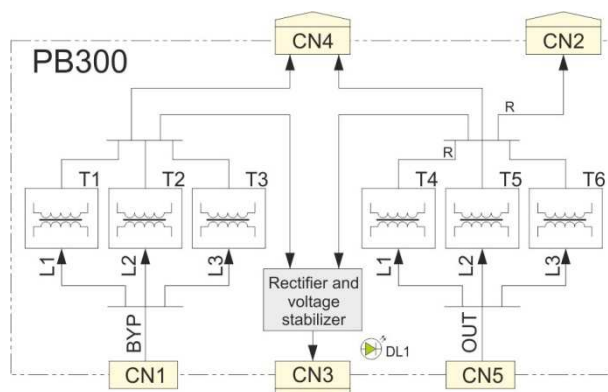 CN4
CN2
PB300
R
R
T1
T2
T3
T4
T5
T6
L1
L2
L3
L1
L2
L3
Rectifier and
voltage
stabilizer
BYP
OUT
DL1
CN1
CN3
CN5